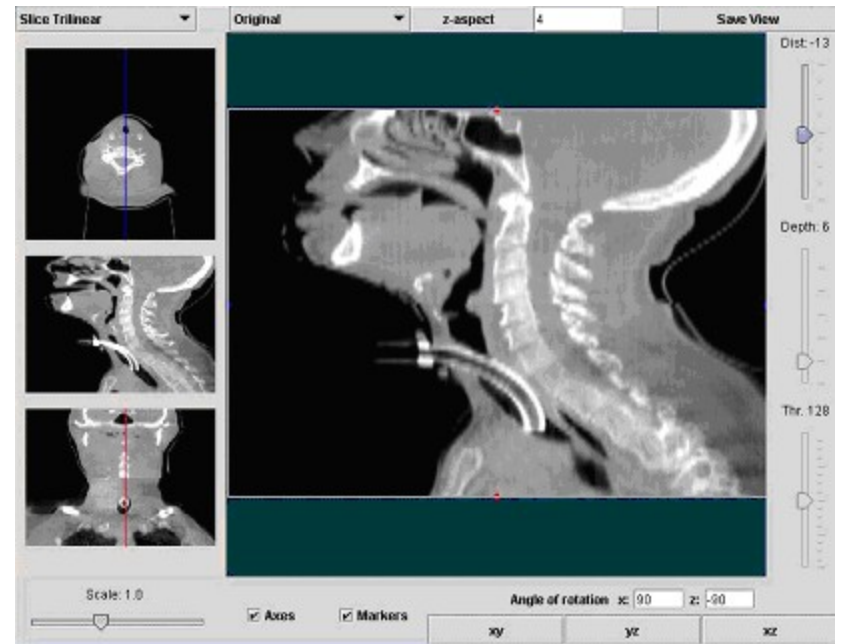 Slice Trilinear Original z-aspect 4 Save View
Dist:-13
Depth: 6
Thr. 128
Scale: 1.0
Axes Markers Angle of rotation x: 90 z: -90
xy yz xz